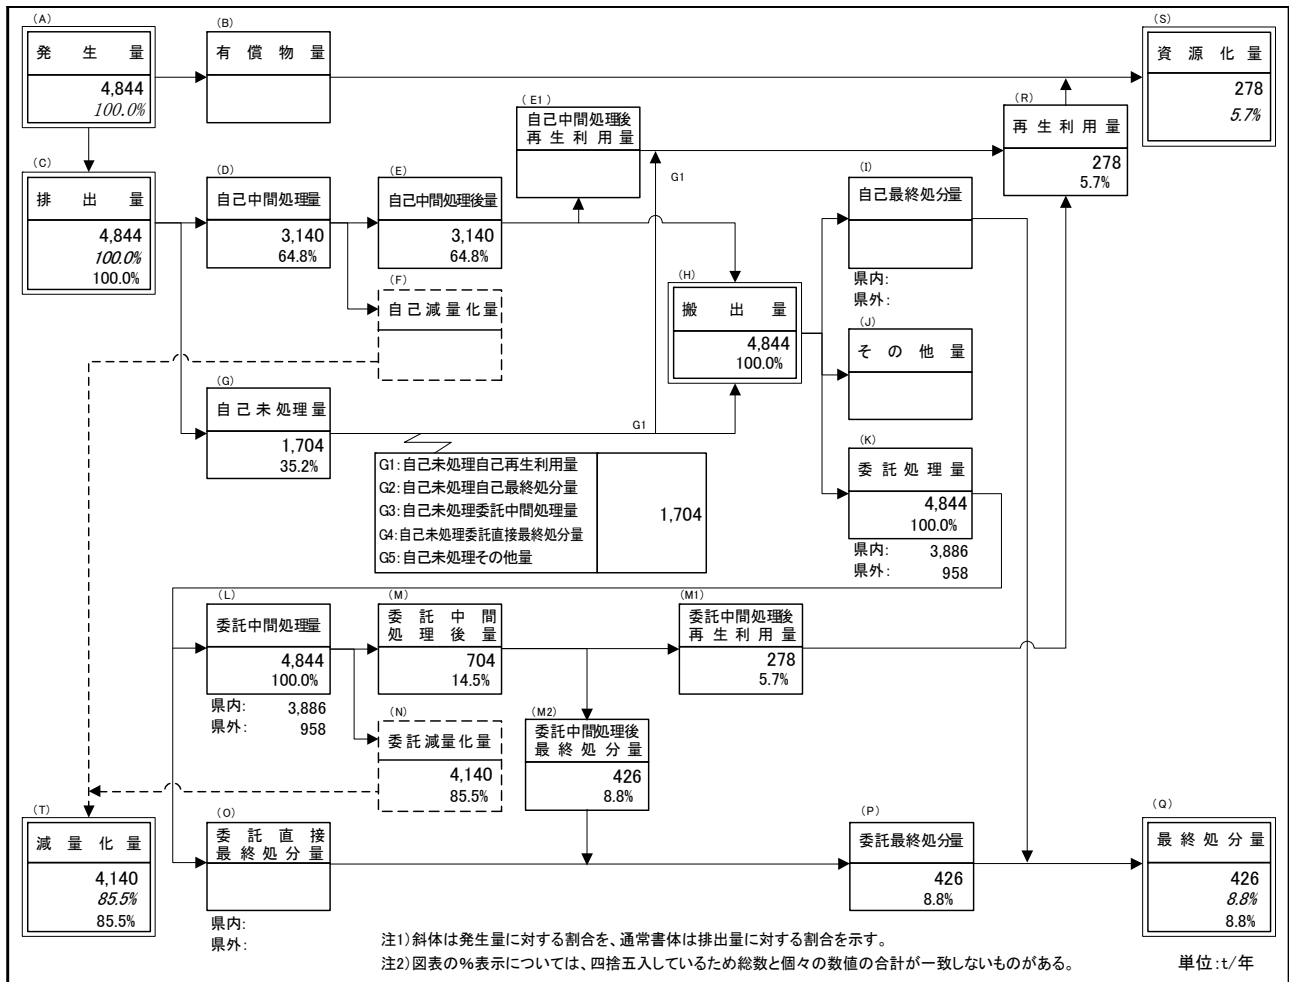 (A)
発生量
4,844
100.0%
(B)
有償物量
(S)
資源化量
278
5.7%
(E1)
自己中間処理後
再生利用量
(R)
再生利用量
278
5.7%
(C)
排出量
4,844
100.0%
100.0%
(D)
自己中間処理量
3,140
64.8%
(E)
自己中間処理後量
3,140
64.8%
G1
(I)
自己最終処分量
県内:
県外:
(F)
自己減量化量
(H)
搬出量
4,844
100.0%
(J)
その他量
(G)
自己未処理量
1,704
35.2%
G1
G1:自己未処理自己再生利用量
G2:自己未処理自己最終処分量
G3:自己未処理委託中間処理量
G4:自己未処理委託直接最終処分量
G5:自己未処理その他量
1,704
(K)
委託処理量
4,844
100.0%
県内: 3,886
県外: 958
(L)
委託中間処理量
4,844
100.0%
県内: 3,886
県外: 958
(M)
委託中間
処理後量
704
14.5%
(M1)
委託中間処理後
再生利用量
278
5.7%
(N)
委託減量化量
4,140
85.5%
(M2)
委託中間処理後
最終処分量
426
8.8%
(T)
減量化量
4,140
85.5%
85.5%
(O)
委託直接
最終処分量
県内:
県外:
(P)
委託最終処分量
426
8.8%
(Q)
最終処分量
426
8.8%
8.8%
注1)斜体は発生量に対する割合を、通常書体は排出量に対する割合を示す。
注2)図表の%表示については、四捨五入しているため総数と個々の数値の合計が一致しないものがある。
単位:t/年